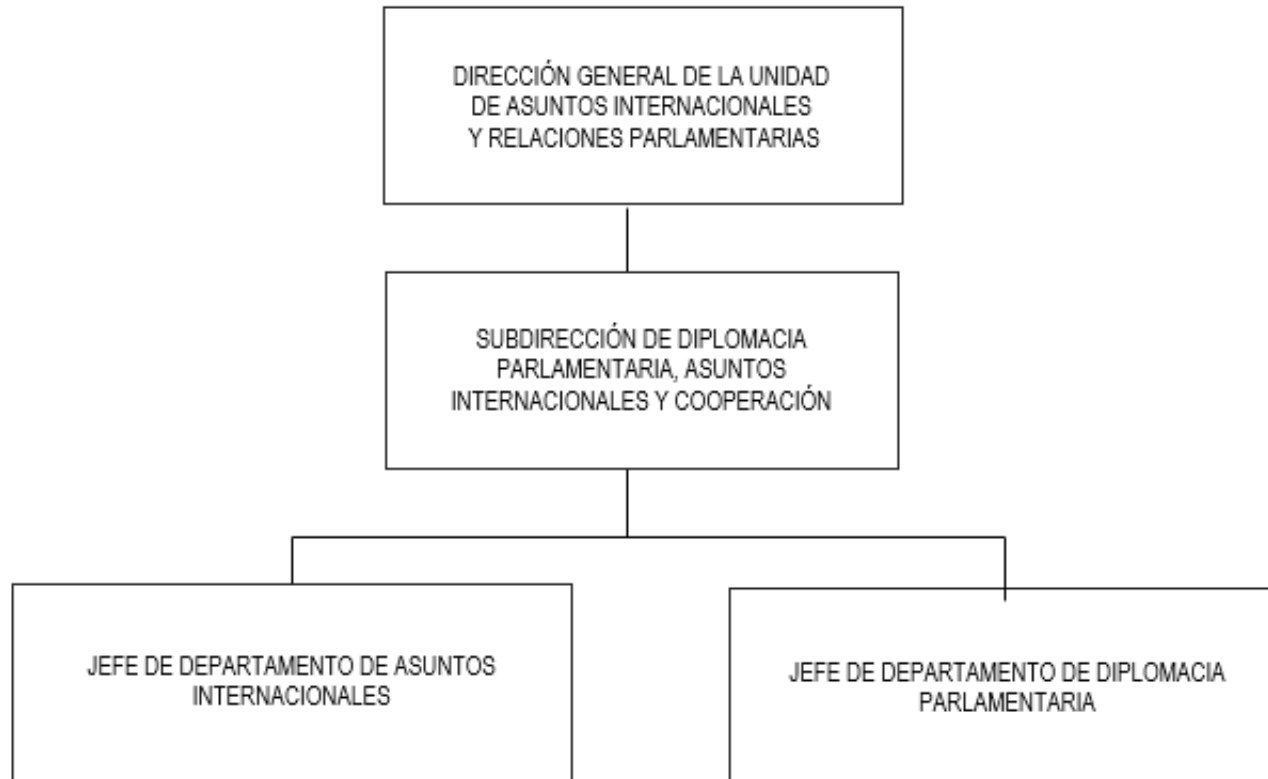 DIRECCIÓN GENERAL DE LA UNIDAD
DE ASUNTOS INTERNACIONALES
Y RELACIONES PARLAMENTARIAS
SUBDIRECCIÓN DE DIPLOMACIA
PARLAMENTARIA, ASUNTOS
INTERNACIONALES Y COOPERACIÓN
JEFE DE DEPARTAMENTO DE ASUNTOS
INTERNACIONALES
JEFE DE DEPARTAMENTO DE DIPLOMACIA
PARLAMENTARIA